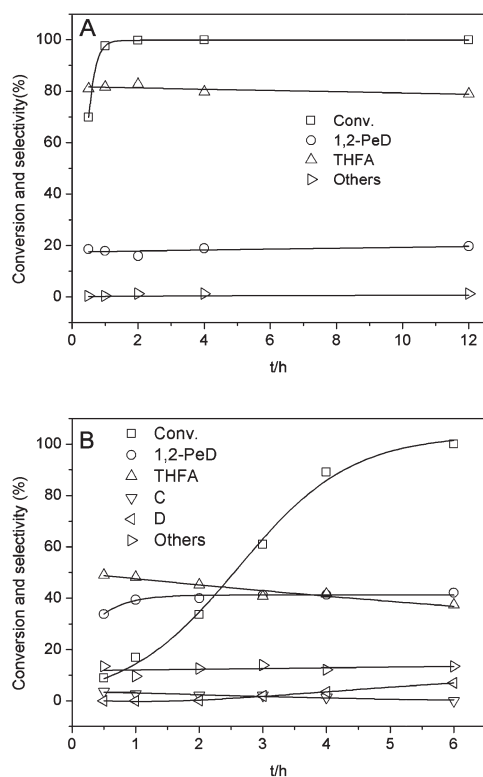 A
Conversion and selectivity(%)
100
80
60
40
20
0
Conv.
1,2-PeD
THFA
Others
0 2 4 6 8 10 12
t/h
B
Conversion and selectivity (%)
100
80
60
40
20
0
Conv.
1,2-PeD
THFA
C
D
Others
0 1 2 3 4 5 6
t/h